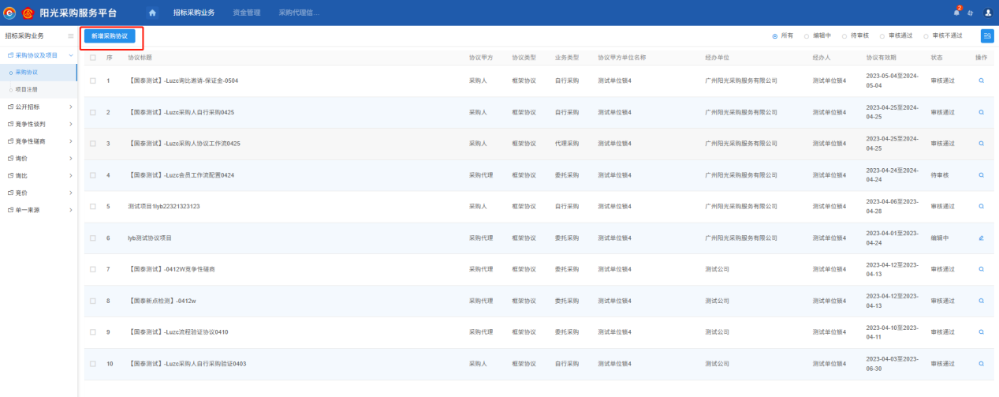 阳光采购服务平台 招标采购业务 资金管理 采购代理信... 2
招标采购业务 新增采购协议 所有 编辑中 待审核 审核通过 审核不通过
采购协议及项目
采购协议
项目注册
公开招标
竞争性谈判
竞争性磋商
询价
询比
竞价
单一来源
序 协议标题 协议甲方 协议类型 业务类型 协议甲方单位名称 经办单位 经办人 协议有效期 状态 操作
1 【国泰测试】-Luzc询比邀请-保证金-0504 采购人 框架协议 自行采购 测试单位锁4 广州阳光采购服务有限公司 测试单位锁4 2023-05-04至2024-05-04 审核通过
2 【国泰测试】-Luzc采购人自行采购0425 采购人 框架协议 自行采购 测试单位锁4 广州阳光采购服务有限公司 测试单位锁4 2023-04-25至2024-04-25 审核通过
3 【国泰测试】-Luzc采购人协议工作流0425 采购人 框架协议 代理采购 测试单位锁4 广州阳光采购服务有限公司 测试单位锁4 2023-04-25至2024-04-25 审核通过
4 【国泰测试】-Luzc会员工作流配置0424 采购代理 框架协议 委托采购 测试单位锁4 广州阳光采购服务有限公司 测试单位锁4 2023-04-24至2024-04-24 待审核
5 测试项目1lyb22321323123 采购人 框架协议 自行采购 测试单位锁4 广州阳光采购服务有限公司 测试单位锁4 2023-04-06至2023-04-28 审核通过
6 lyb测试协议项目 采购代理 框架协议 委托采购 测试单位锁4 广州阳光采购服务有限公司 测试单位锁4 2023-04-01至2023-04-24 编辑中
7 【国泰测试】-0412W竞争性磋商 采购代理 框架协议 委托采购 测试单位锁4 测试公司 测试单位锁4 2023-04-12至2023-04-13 审核通过
8 【国泰新点检测】-0412w 采购代理 框架协议 委托采购 测试单位锁4 测试公司 测试单位锁4 2023-04-12至2023-04-13 审核通过
9 【国泰测试】-Luzc流程验证协议0410 采购代理 框架协议 委托采购 测试单位锁4 测试公司 测试单位锁4 2023-04-10至2023-04-11 审核通过
10 【国泰测试】-Luzc采购人自行采购验证0403 采购人 框架协议 自行采购 测试单位锁4 测试公司 测试单位锁4 2023-04-03至2023-06-30 审核通过